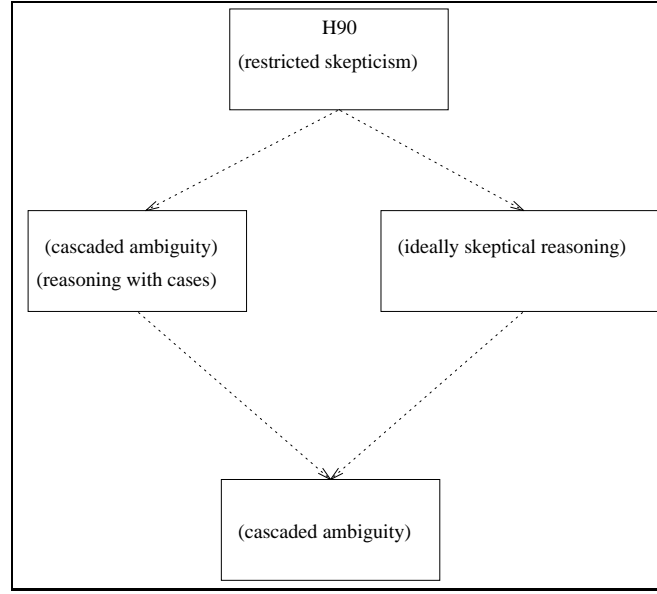 H90
(restricted skepticism)
(cascaded ambiguity)
(reasoning with cases)
(ideally skeptical reasoning)
(cascaded ambiguity)